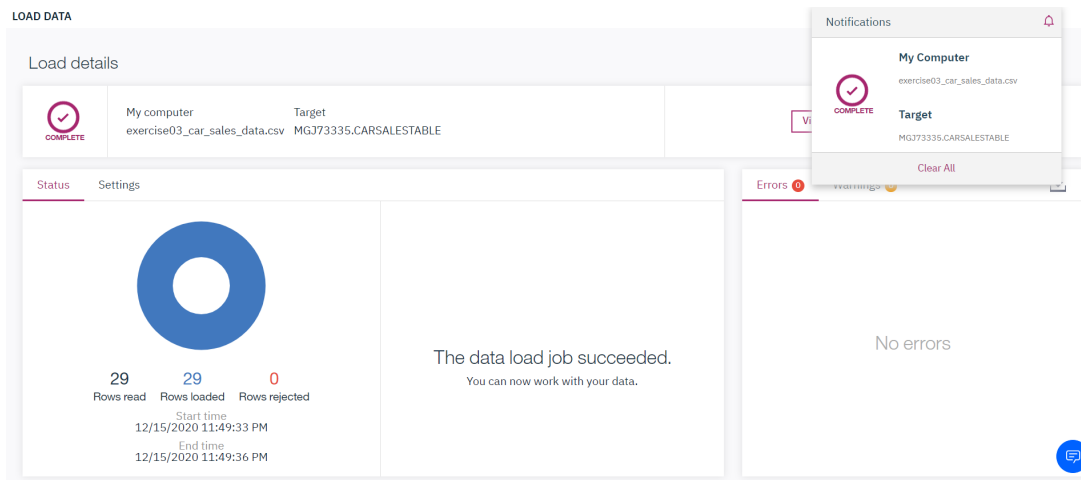 LOAD DATA
Notifications
My Computer
exercise03_car_sales_data.csv
COMPLETE
Target
MGJ73335.CARSALESTABLE
Clear All
Load details
COMPLETE
My computer
exercise03_car_sales_data.csv
Target
MGJ73335.CARSALESTABLE
Vi
Status Settings
29
Rows read
29
Rows loaded
0
Rows rejected
Start time
12/15/2020 11:49:33 PM
End time
12/15/2020 11:49:36 PM
The data load job succeeded.
You can now work with your data.
Errors 0 Warnings
No errors